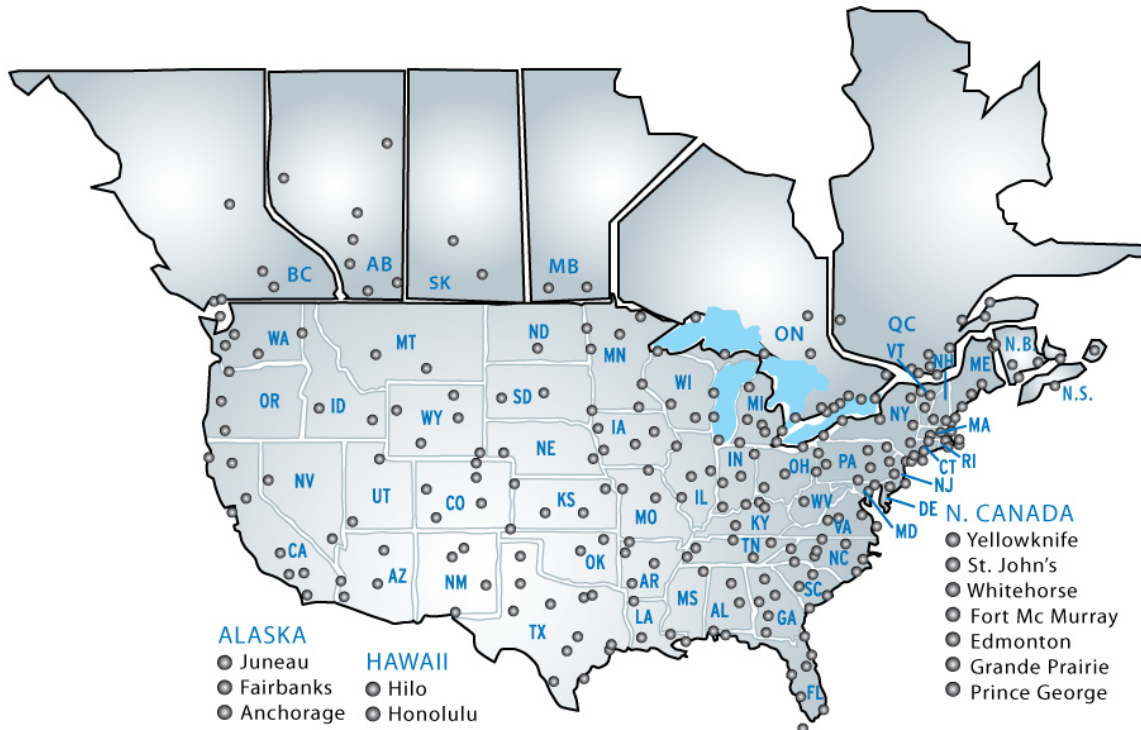 BC
AB
SK
MB
ON
QC
N.B.
N.S.
WA
MT
ND
MN
VT
NH
ME
OR
ID
WY
SD
WI
MI
NY
MA
RI
CT
NJ
DE
MD
NV
UT
CO
NE
IA
IL
IN
OH
PA
WV
VA
CA
AZ
NM
KS
OK
MO
AR
KY
TN
NC
SC
TX
LA
MS
AL
GA
FL
ALASKA
Juneau
Fairbanks
Anchorage
HAWAII
Hilo
Honolulu
N. CANADA
Yellowknife
St. John's
Whitehorse
Fort Mc Murray
Edmonton
Grande Prairie
Prince George